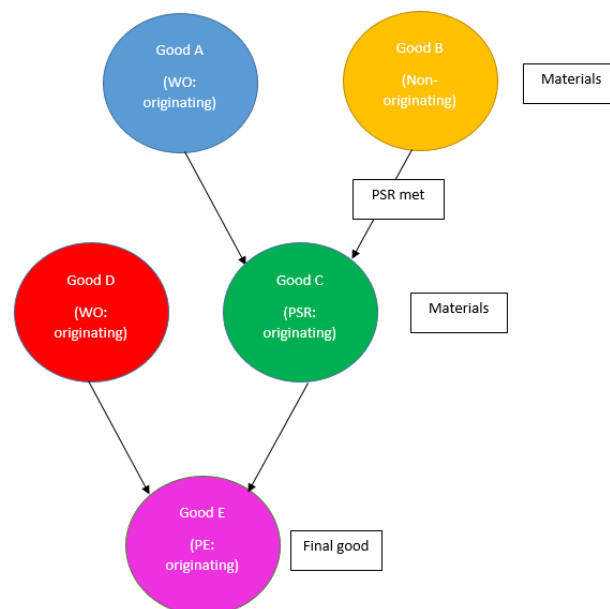 Good A
(WO:
originating)
Good B
(Non-
originating)
Materials
PSR met
Good D
(WO:
originating)
Good C
(PSR:
originating)
Materials
Good E
(PE:
originating)
Final good